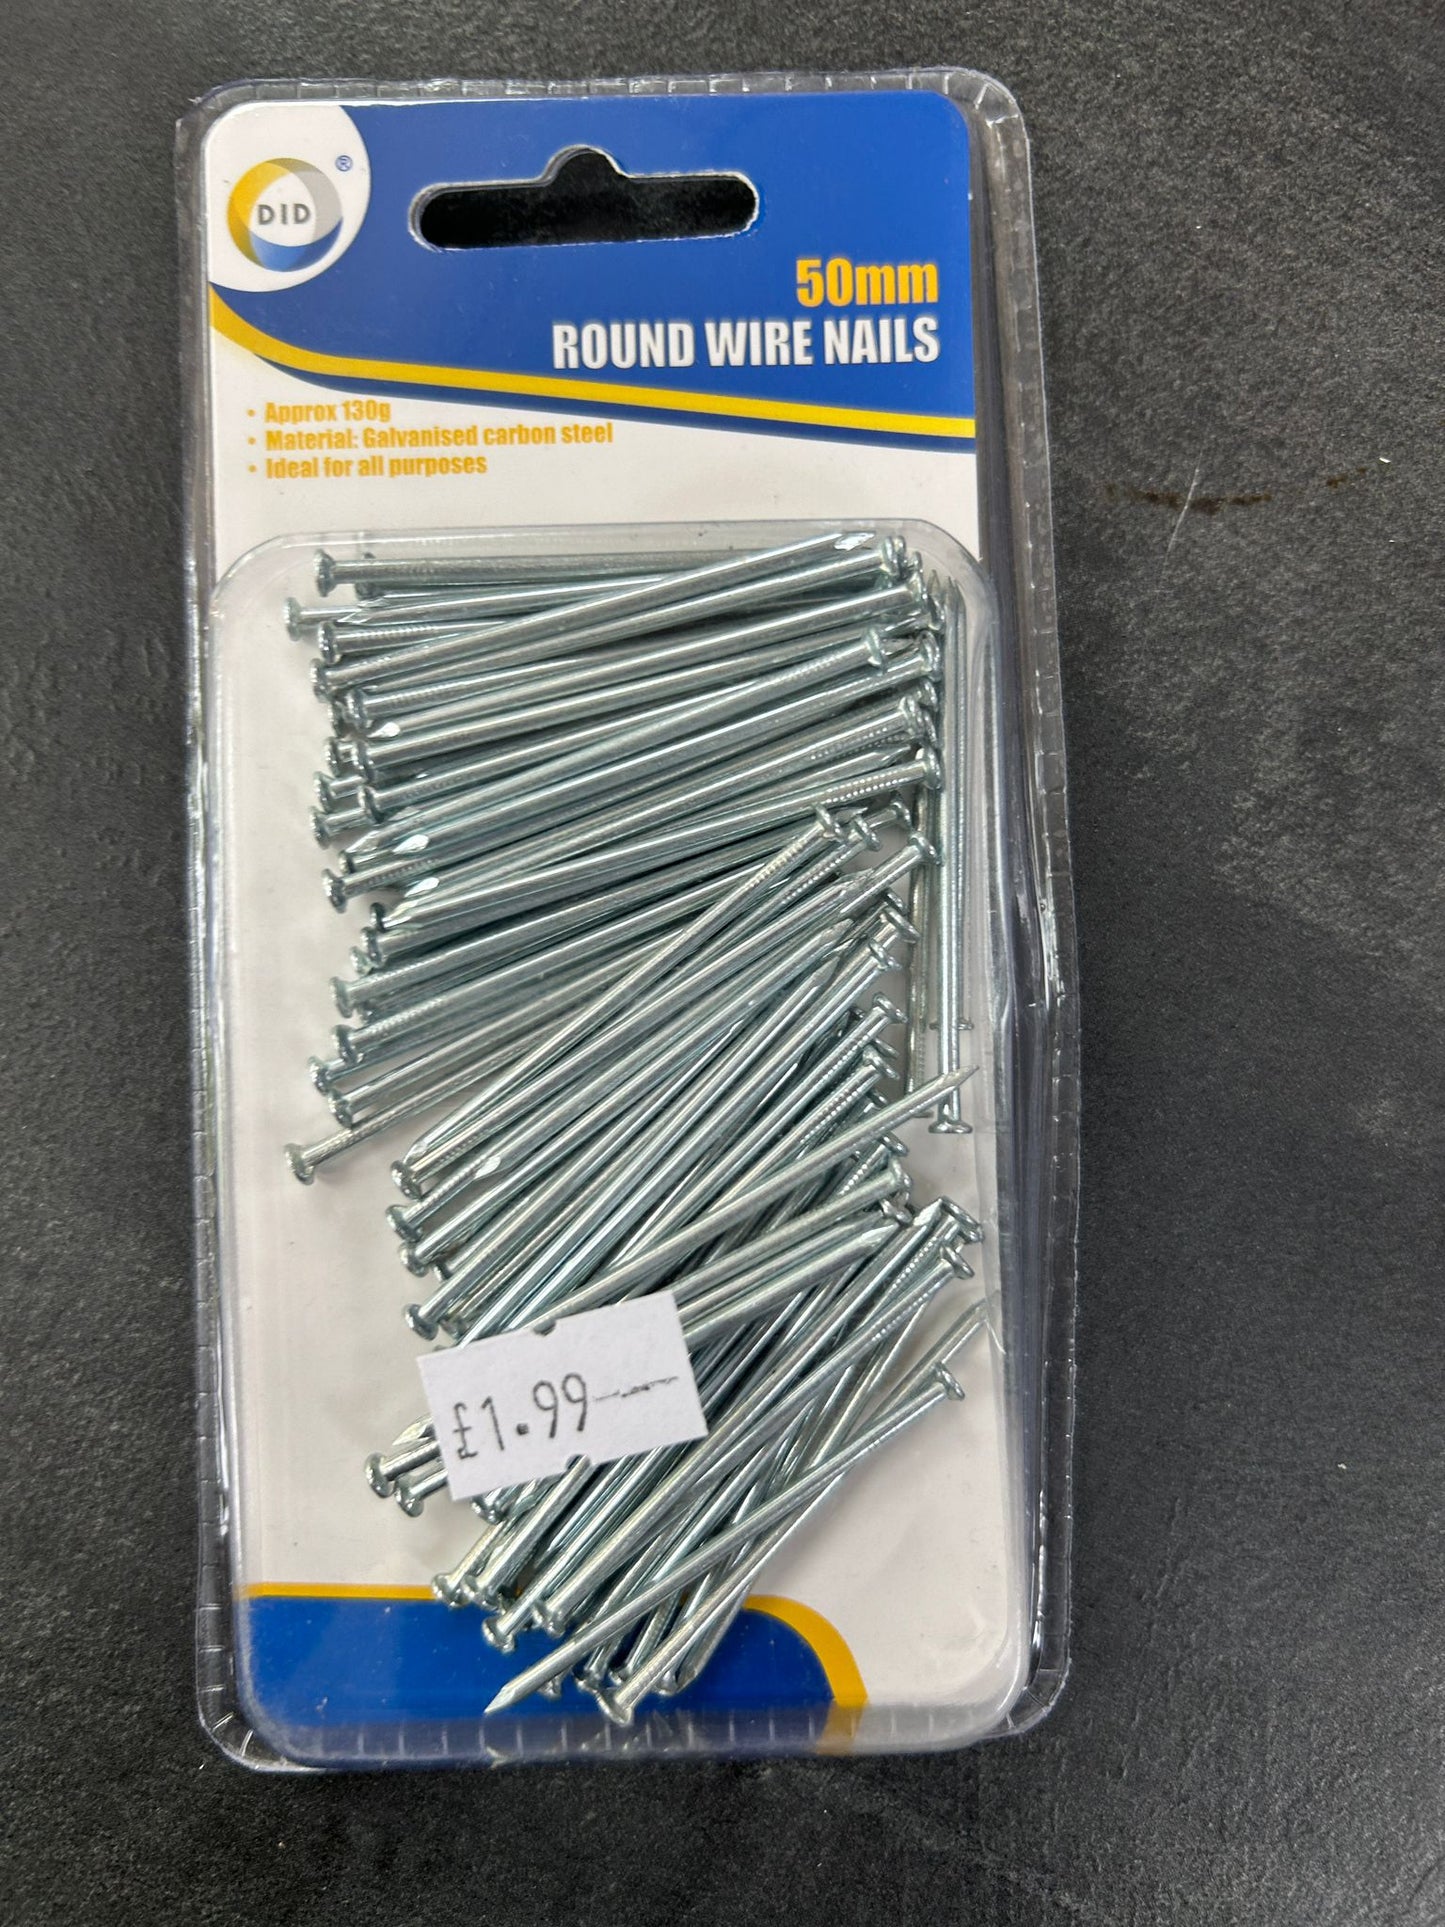 DID
®
50mm
ROUND WIRE NAILS
• Approx 130g
• Material: Galvanised carbon steel
• Ideal for all purposes
£1.99